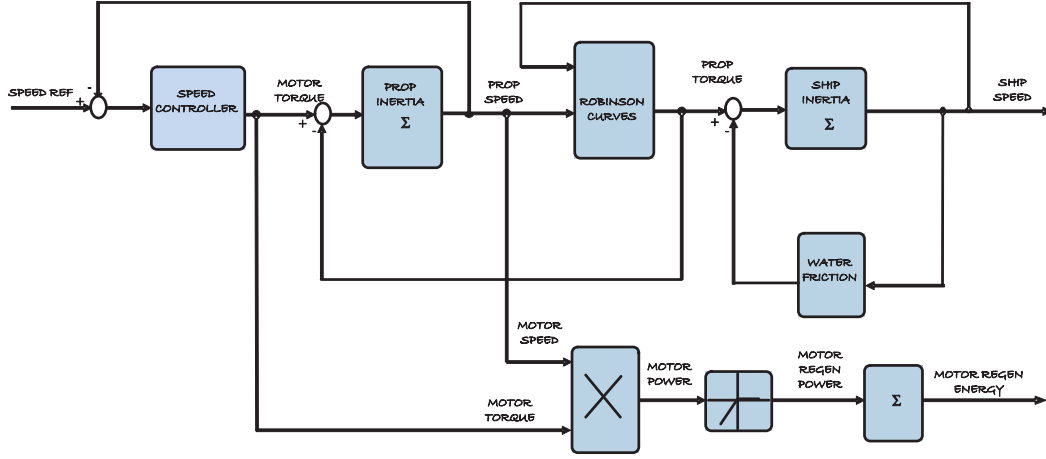 SPEED REF
-
+
SPEED
CONTROLLER
MOTOR
TORQUE
+
-
PROP
INERTIA
Σ
PROP
SPEED
ROBINSON
CURVES
PROP
TORQUE
+
-
SHIP
INERTIA
Σ
SHIP
SPEED
WATER
FRICTION
MOTOR
SPEED
MOTOR
TORQUE
MOTOR
POWER
MOTOR
REGEN
POWER
Σ
MOTOR REGEN
ENERGY